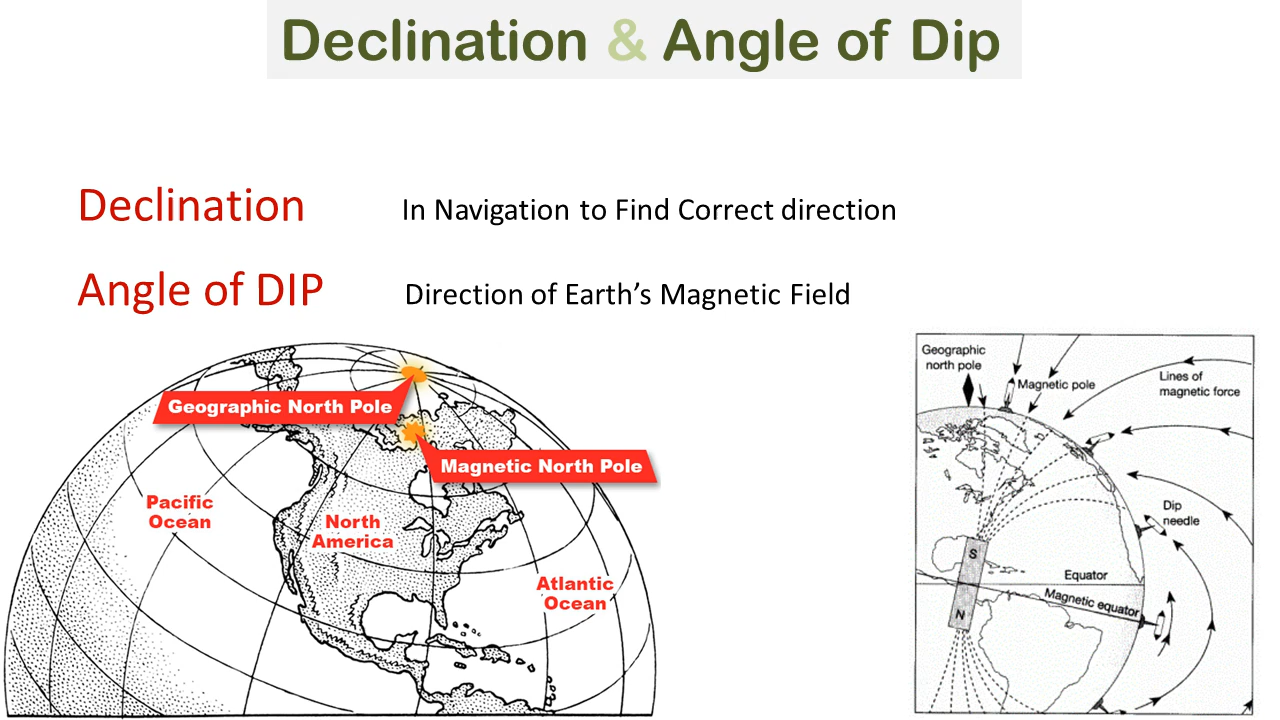 Declination & Angle of Dip
Declination In Navigation to Find Correct direction
Angle of DIP Direction of Earth’s Magnetic Field
Geographic North Pole
Magnetic North Pole
Pacific
Ocean
North
America
Atlantic
Ocean
Geographic
north pole
Magnetic pole
Lines of
magnetic force
Dip
needle
S
Equator
Magnetic equator
N